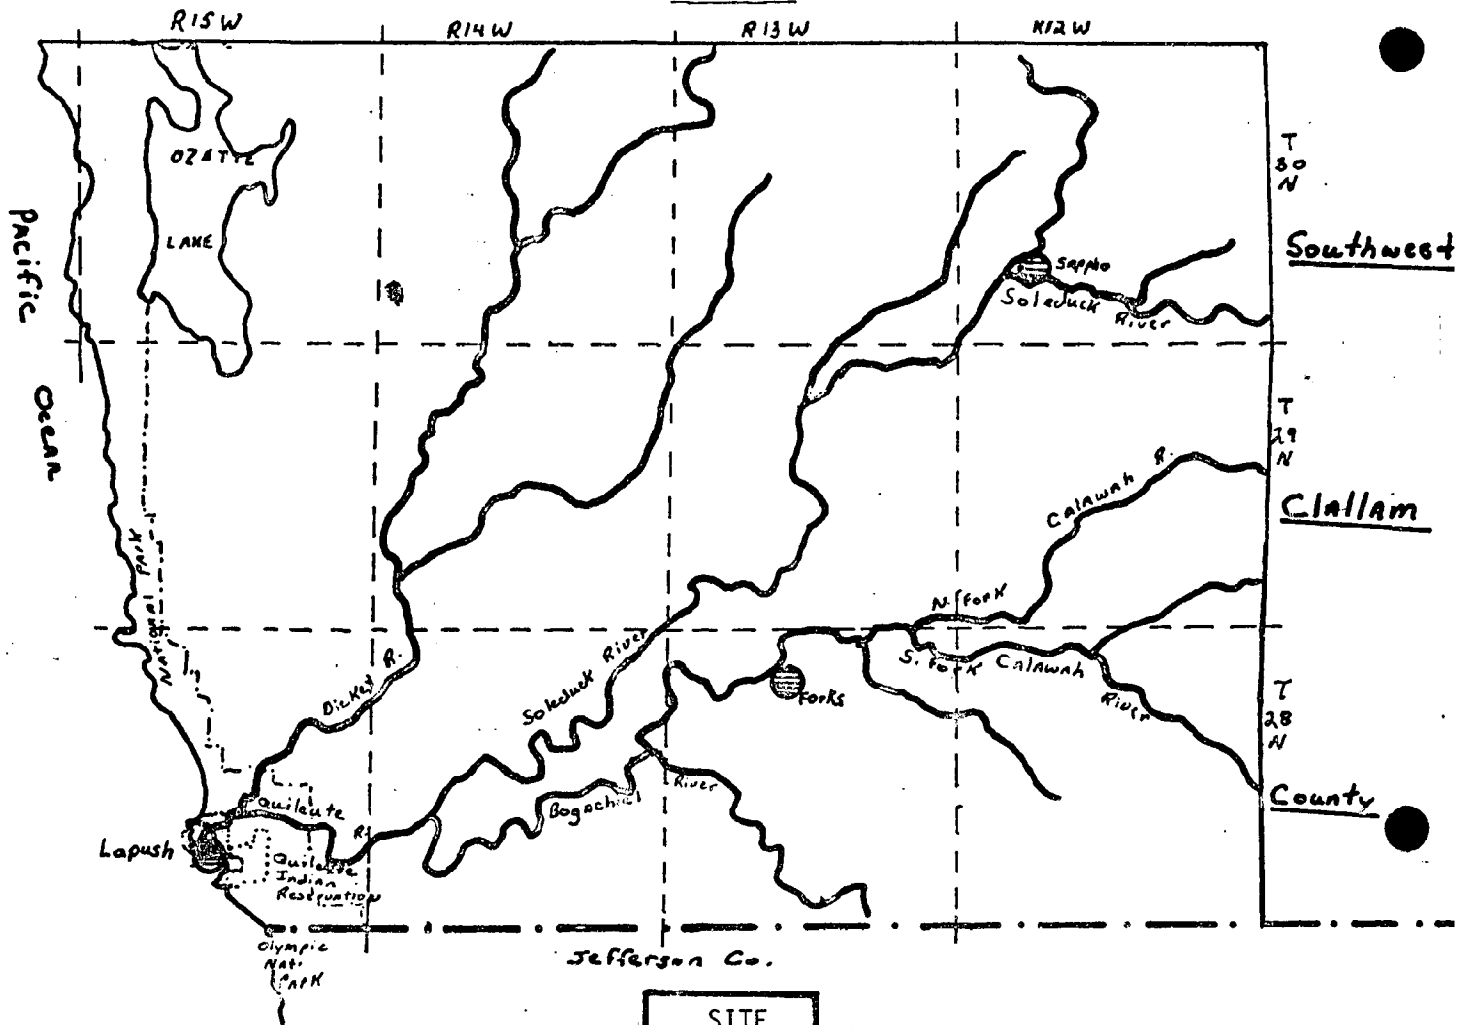 R15W R14W R13W R12W
T
30
N
OZATTE
LAKE
Pacific
Ocean
Southwest
Sappho
Soleduck River
T
29
N
Calawah R.
Clallam
National Park
N. Fork
S. Fork Calawah River
Dickey R.
Soleduck River
Forks
T
28
N
Bogachiel River
County
Quileute R.
Lapush
Quileute
Indian
Reservation
Olympic
Nat.
Park
Jefferson Co.
SITE